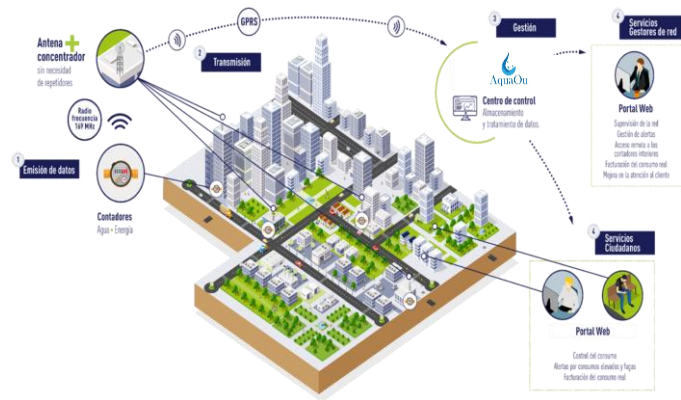 Antena +
concentrador
sin necesidad
de repetidores
GPRS
2
Transmisión
Radio
frecuencia
169 MHz
1
Emisión de datos
Contadores
Agua + Energía
3
Gestión
AquaOu
Centro de control
Almacenamiento
y tratamiento de datos.
4
Servicios
Gestores de red
Portal Web
Supervisión de la red
Gestión de alertas
Acceso remoto a los
contadores interiores
Facturación del consumo real
Mejora en la atención al cliente
4
Servicios
Ciudadanos
Portal Web
Control del consumo
Alertas por consumos elevados y fugas
Facturación del consumo real